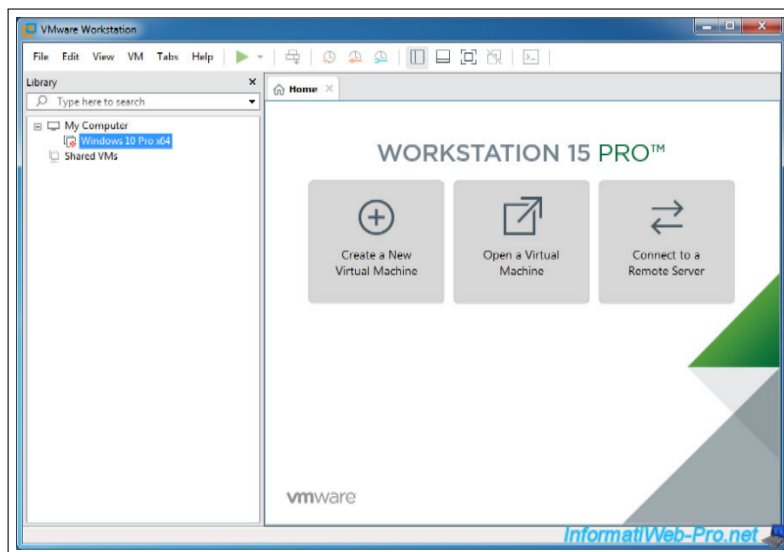 VMware Workstation
File Edit View VM Tabs Help
Library
Type here to search
My Computer
Windows 10 Pro x64
Shared VMs
Home
WORKSTATION 15 PRO™
Create a New
Virtual Machine
Open a Virtual
Machine
Connect to a
Remote Server
vmware
InformatiWeb-Pro.net